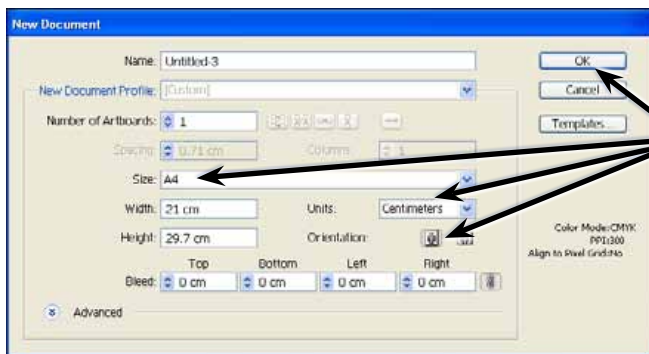 New Document
Name: Untitled-3
OK
New Document Profile: [Custom]
Cancel
Number of Artboards: 1
Templates...
Spacing: 0.71 cm Columns: 1
Size: A4
Width: 21 cm Units: Centimeters
Height: 29.7 cm Orientation:
Color Mode:CMYK
PPI:300
Align to Pixel Grid:No
Top Bottom Left Right
Bleed: 0 cm 0 cm 0 cm 0 cm
Advanced